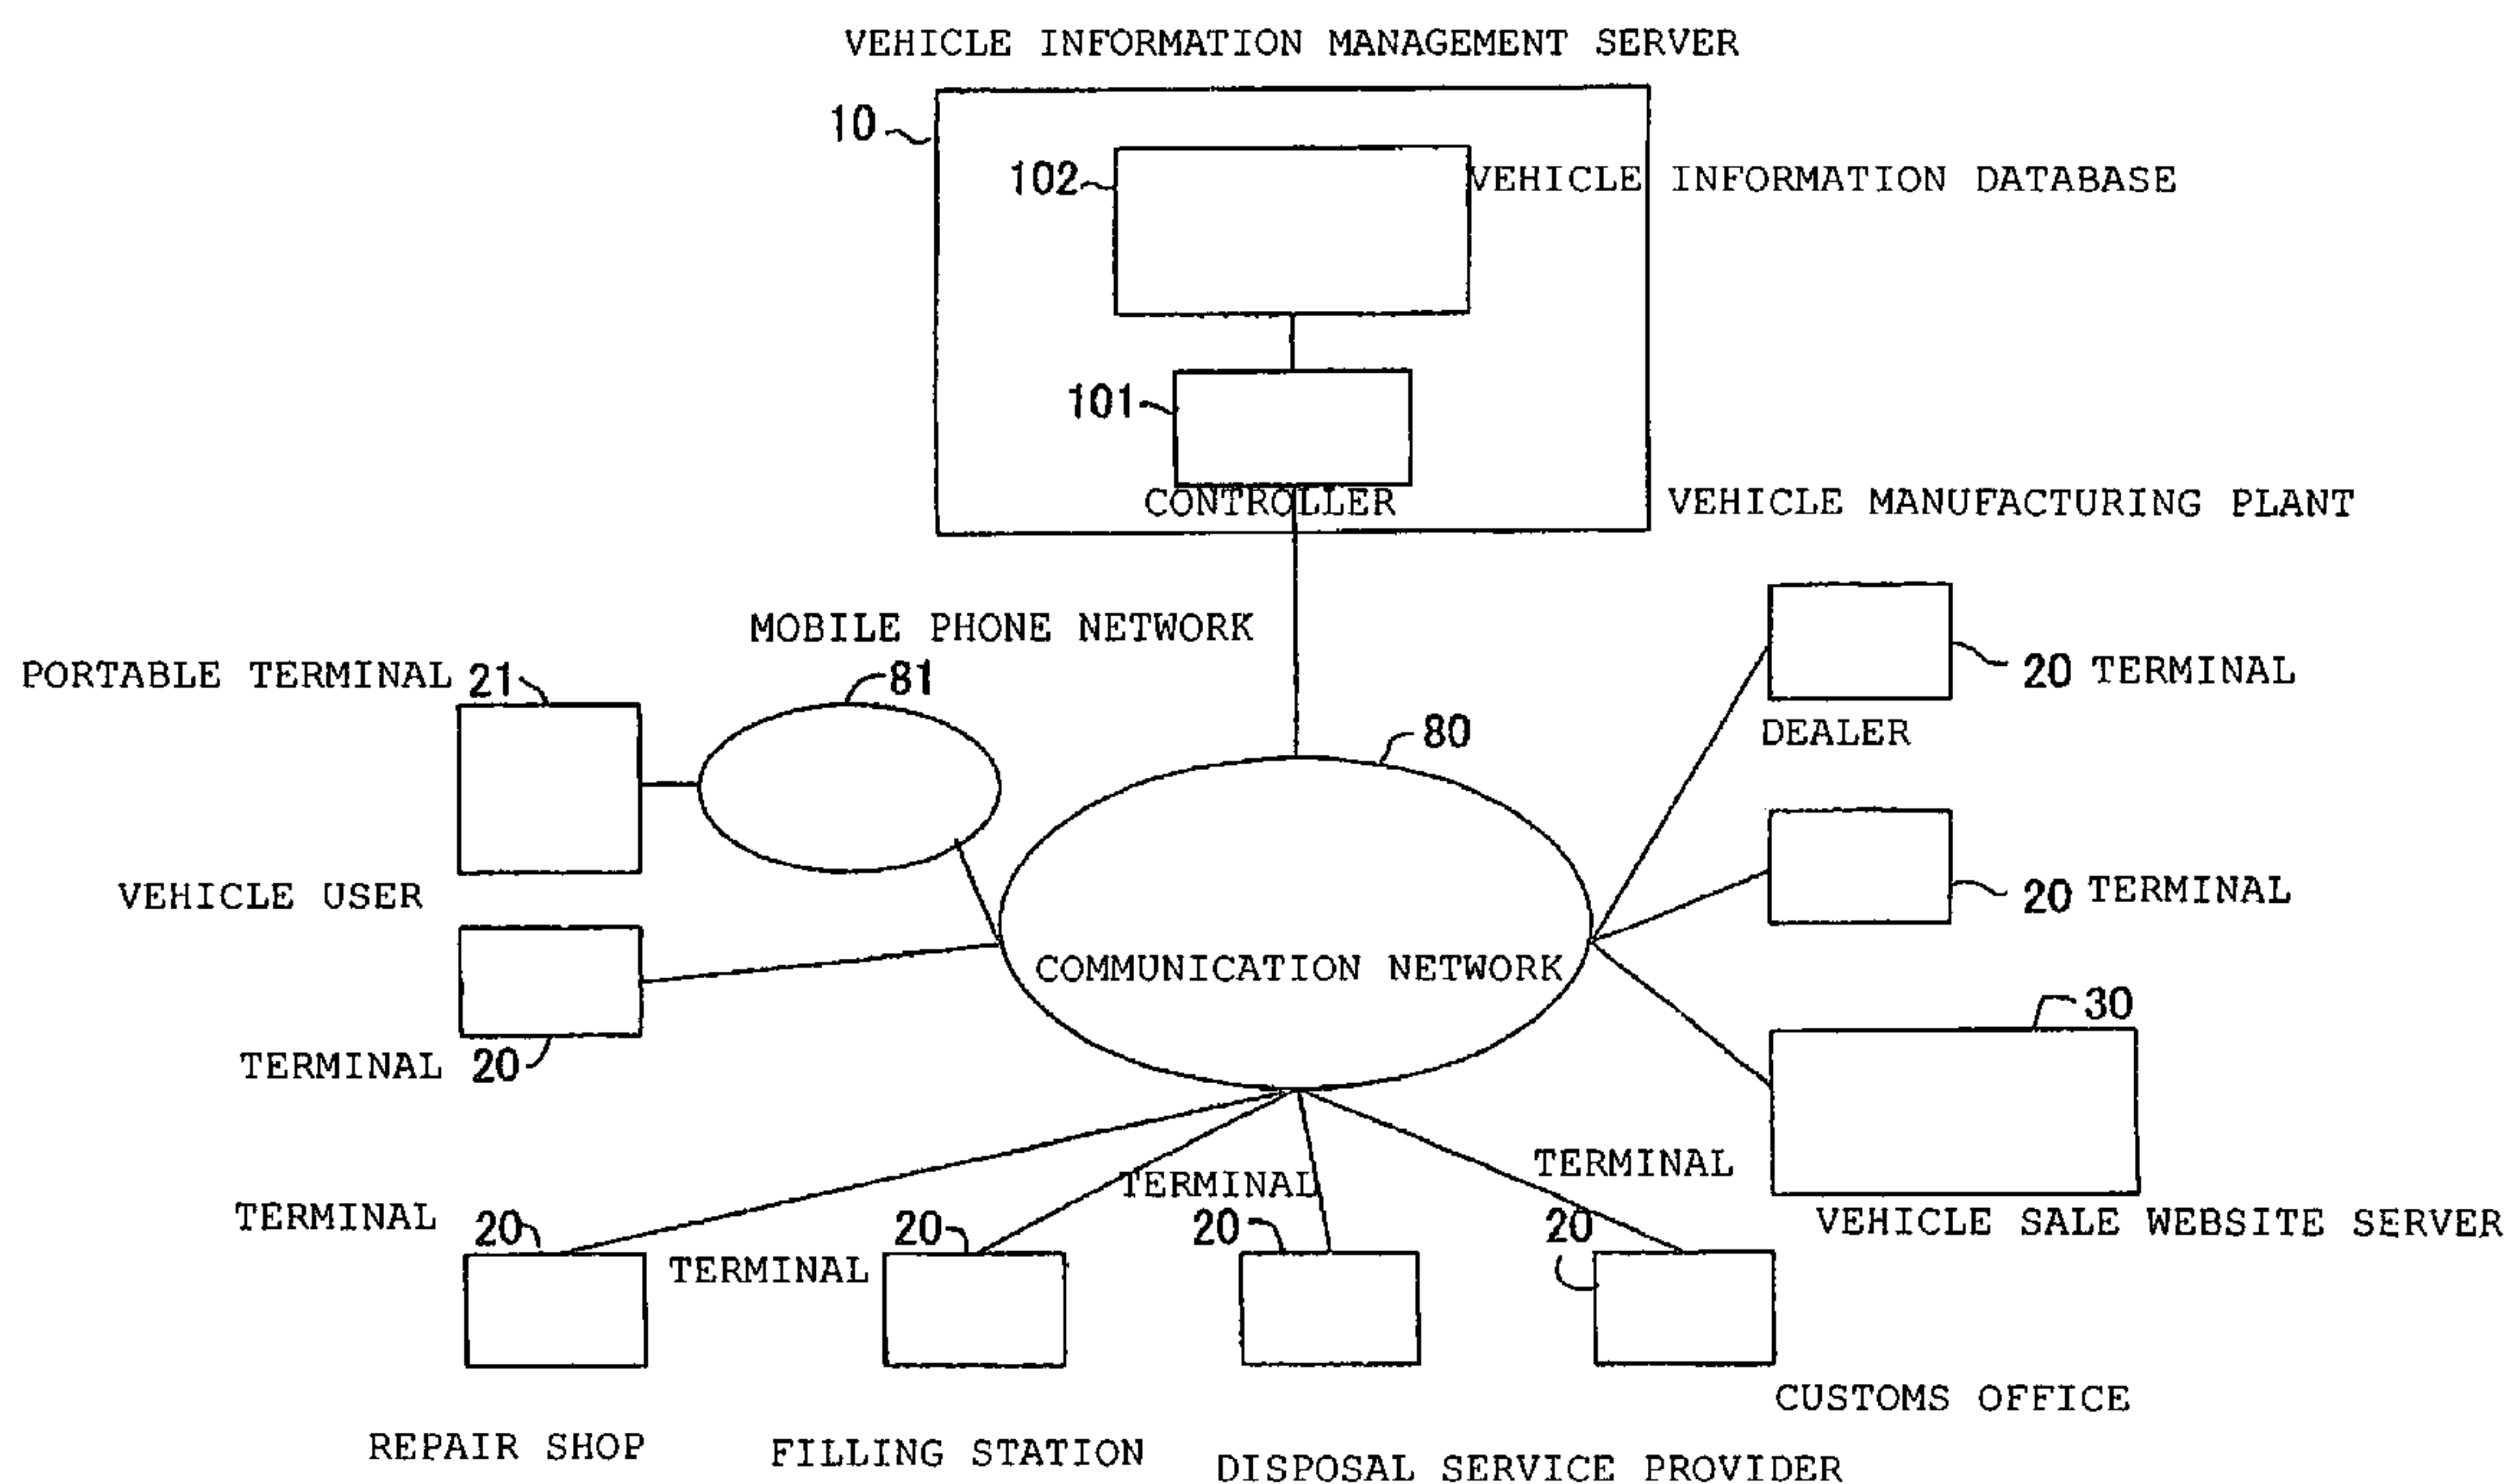 VEHICLE INFORMATION MANAGEMENT SERVER
10
102
VEHICLE INFORMATION DATABASE
101
CONTROLLER
VEHICLE MANUFACTURING PLANT
MOBILE PHONE NETWORK
PORTABLE TERMINAL 21
81
20 TERMINAL
80
DEALER
VEHICLE USER
20 TERMINAL
COMMUNICATION NETWORK
30
TERMINAL 20
TERMINAL
TERMINAL
TERMINAL 20
20
20
20
VEHICLE SALE WEBSITE SERVER
TERMINAL
CUSTOMS OFFICE
REPAIR SHOP
FILLING STATION
DISPOSAL SERVICE PROVIDER